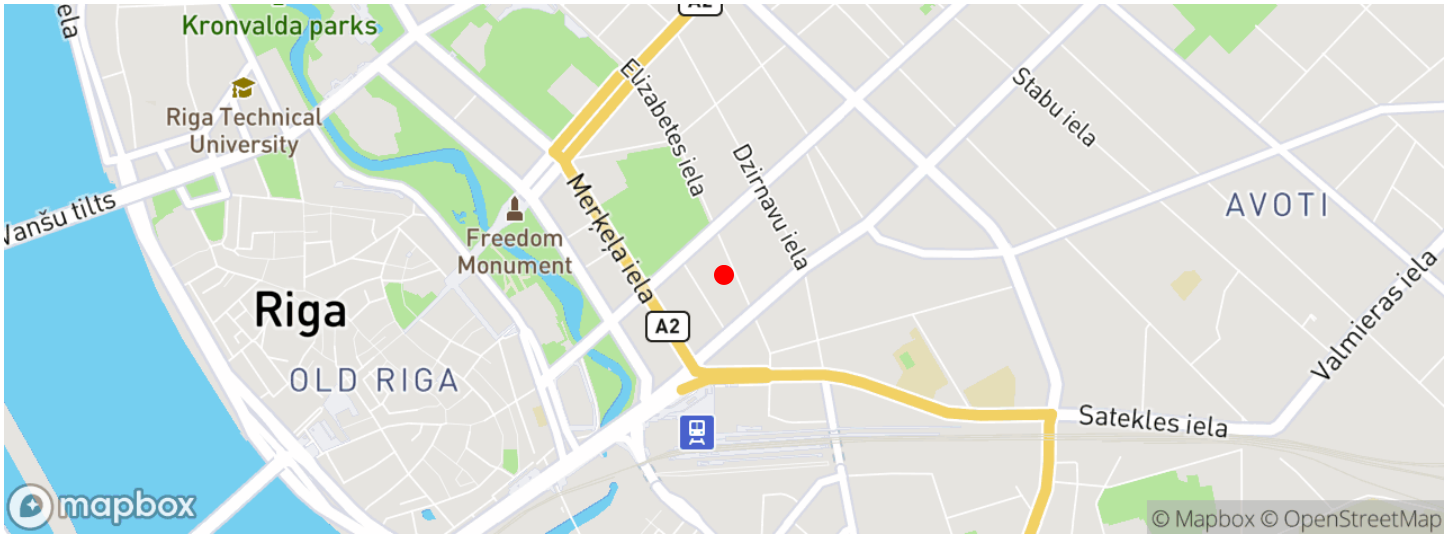 iela
Kronvalda parks
A2
Elizabetes iela
Stabu iela
Riga Technical
University
Dzirnavu iela
Vanšu tilts
Merķeļa iela
AVOTI
Freedom
Monument
Riga
A2
Valmieras iela
OLD RIGA
Satekles iela
mapbox
© Mapbox © OpenStreetMap